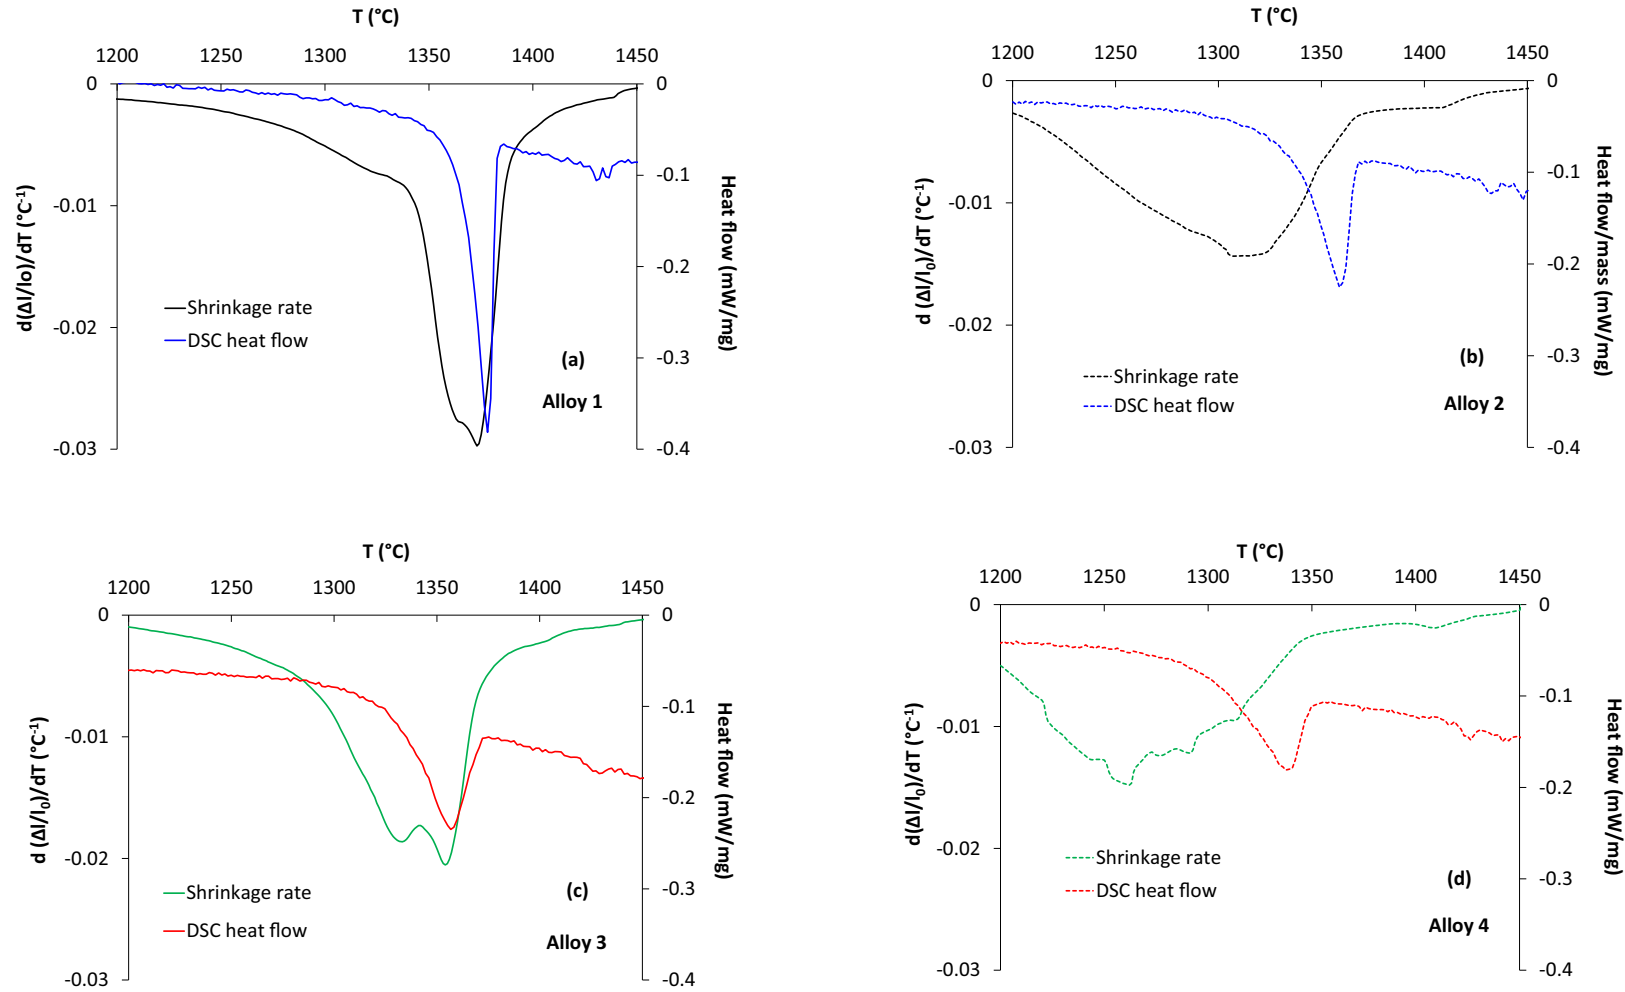 T (°C)
1200 1250 1300 1350 1400 1450
0
-0.01
-0.02
-0.03
0
-0.1
-0.2
-0.3
-0.4
d(Δl/lo)/dT (°C-1)
Heat flow (mW/mg)
Shrinkage rate
DSC heat flow
(a)
Alloy 1
T (°C)
1200 1250 1300 1350 1400 1450
0
-0.01
-0.02
-0.03
0
-0.1
-0.2
-0.3
-0.4
d (Δl/l0)/dT (°C-1)
Heat flow/mass (mW/mg)
Shrinkage rate
DSC heat flow
(b)
Alloy 2
T (°C)
1200 1250 1300 1350 1400 1450
0
-0.01
-0.02
-0.03
0
-0.1
-0.2
-0.3
-0.4
d (Δl/l0)/dT (°C-1)
Heat flow (mW/mg)
Shrinkage rate
DSC heat flow
(c)
Alloy 3
T (°C)
1200 1250 1300 1350 1400 1450
0
-0.01
-0.02
-0.03
0
-0.1
-0.2
-0.3
-0.4
d(Δl/l0)/dT (°C-1)
Heat flow (mW/mg)
Shrinkage rate
DSC heat flow
(d)
Alloy 4